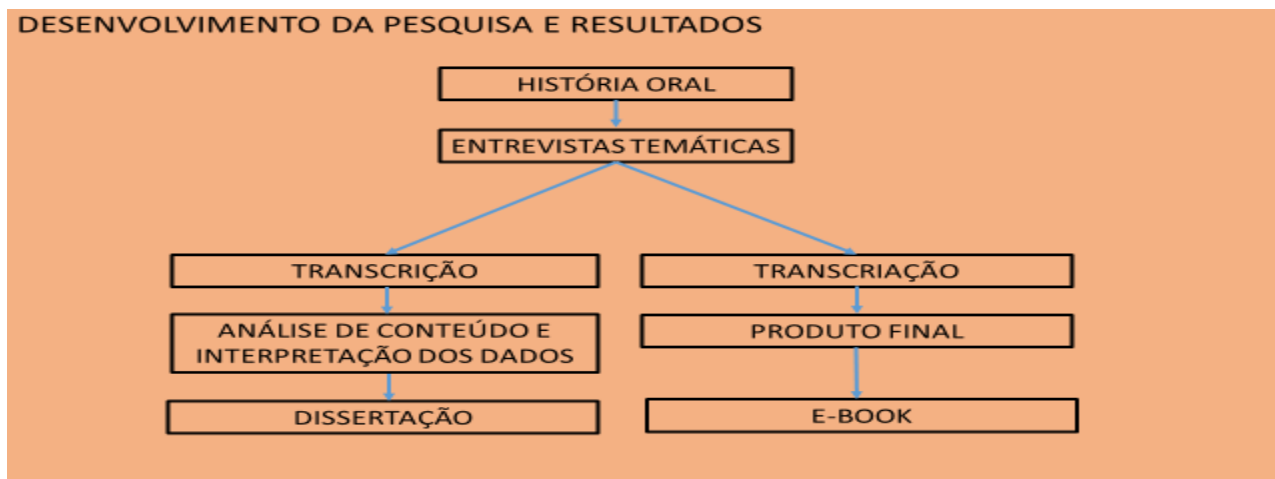 DESENVOLVIMENTO DA PESQUISA E RESULTADOS
HISTÓRIA ORAL
ENTREVISTAS TEMÁTICAS
TRANSCRIÇÃO
ANÁLISE DE CONTEÚDO E
INTERPRETAÇÃO DOS DADOS
DISSERTAÇÃO
TRANSCRIAÇÃO
PRODUTO FINAL
E-BOOK